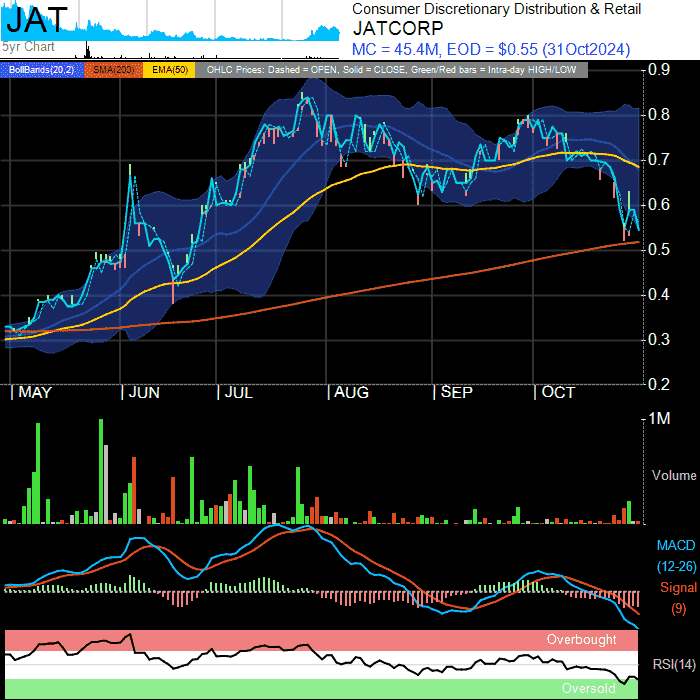 JAT
5yr Chart
Consumer Discretionary Distribution & Retail
JATCORP
MC = 45.4M, EOD = $0.55 (31Oct2024)
BollBands(20,2) SMA(200) EMA(50) OHLC Prices: Dashed = OPEN, Solid = CLOSE, Green/Red bars = Intra-day HIGH/LOW
0.9
0.8
0.7
0.6
0.5
0.4
0.3
0.2
MAY JUN JUL AUG SEP OCT
1M
Volume
MACD
(12-26)
Signal
(9)
Overbought
RSI(14)
Oversold